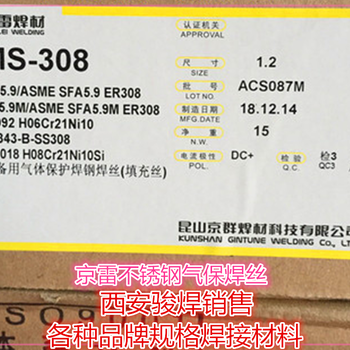 雷焊材
LEI WELDING
MS-308
5.9/ASME SFA5.9 ER308
5.9M/ASME SFA5.9M ER308
092 H06Cr21Ni10
343-B-SS308
018 H08Cr21Ni10Si
备用气体保护焊钢焊丝(填充丝)
认证机关
APPROVAL
尺寸
SIZE
1.2
批号
LOT NO.
ACS087M
制造日期
MFG.DATE
18.12.14
净重
N.W.
15
电流极性
POL.
DC+
检验
Q.C.
检3
QC3
昆山京群焊材科技有限公
KUNSHAN GINTUNE WELDING CO., LT
京雷不锈钢气保焊丝
西安骏焊销售
各种品牌规格焊接材料